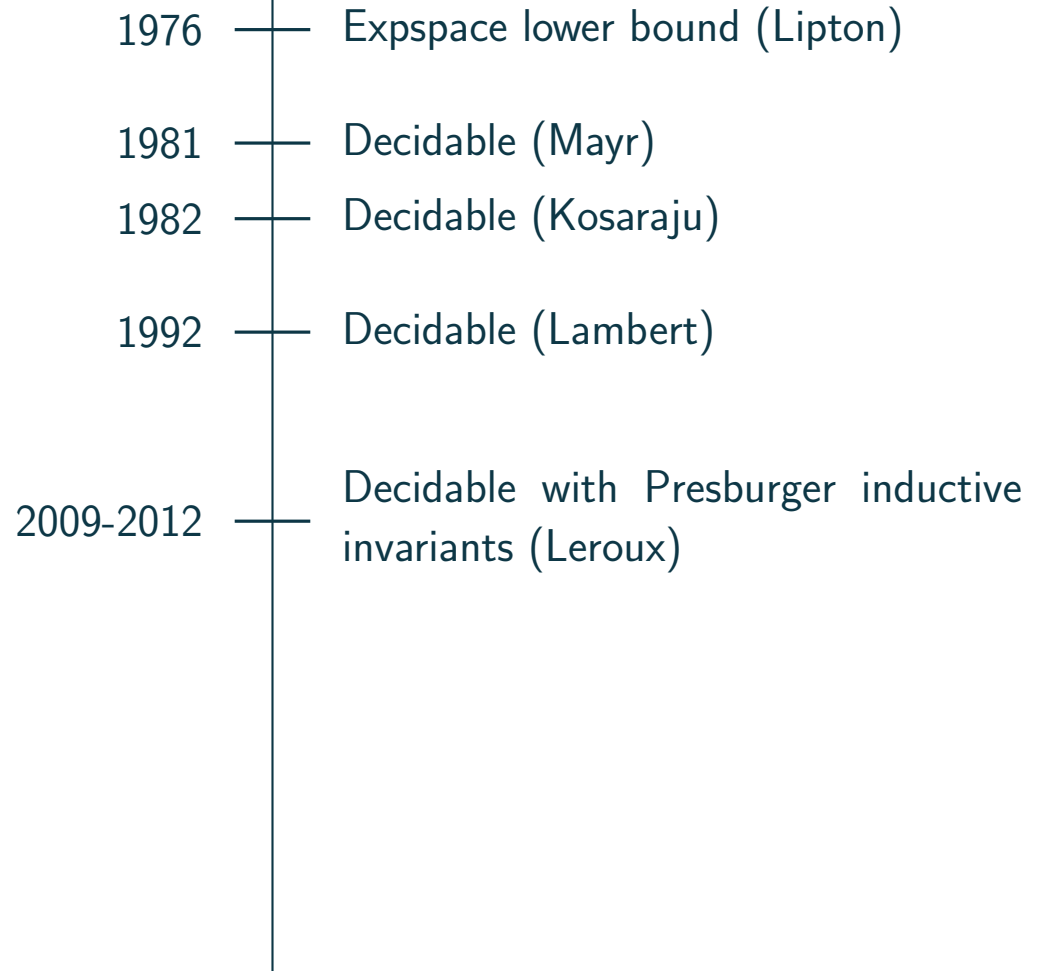 1976 Expspace lower bound (Lipton)
1981 Decidable (Mayr)
1982 Decidable (Kosaraju)
1992 Decidable (Lambert)
2009-2012 Decidable with Presburger inductive
invariants (Leroux)